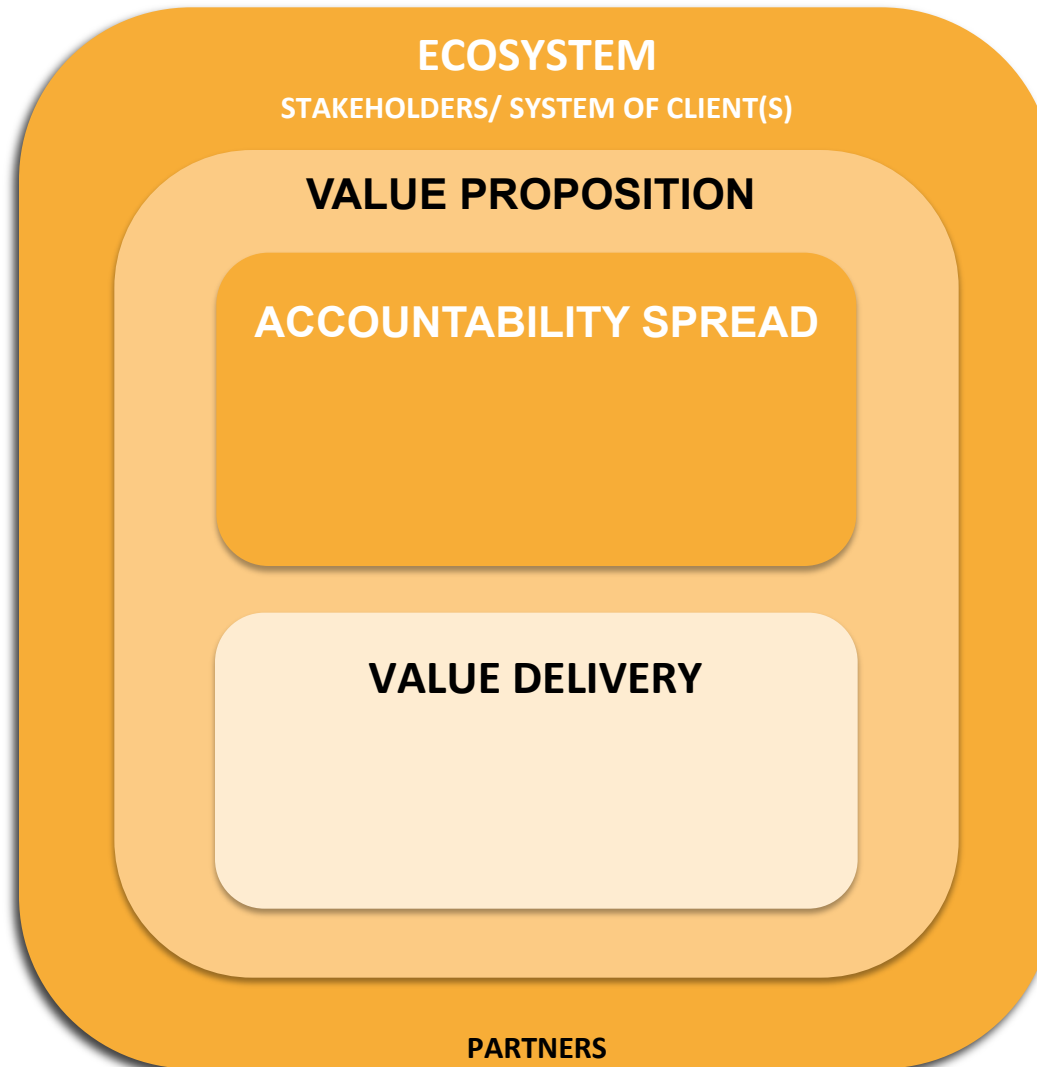 ECOSYSTEM
STAKEHOLDERS/ SYSTEM OF CLIENT(S)
VALUE PROPOSITION
ACCOUNTABILITY SPREAD
VALUE DELIVERY
PARTNERS